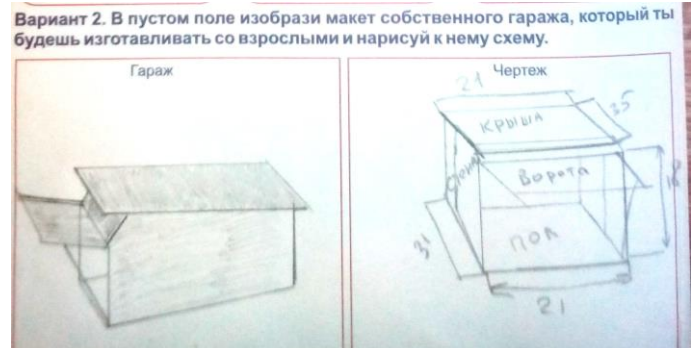 Вариант 2. В пустом поле изобрази макет собственного гаража, который ты
будешь изготавливать со взрослыми и нарисуй к нему схему.
Гараж
Чертеж
21
35
КРЫША
Стена
Ворота
18
31
ПОЛ
21